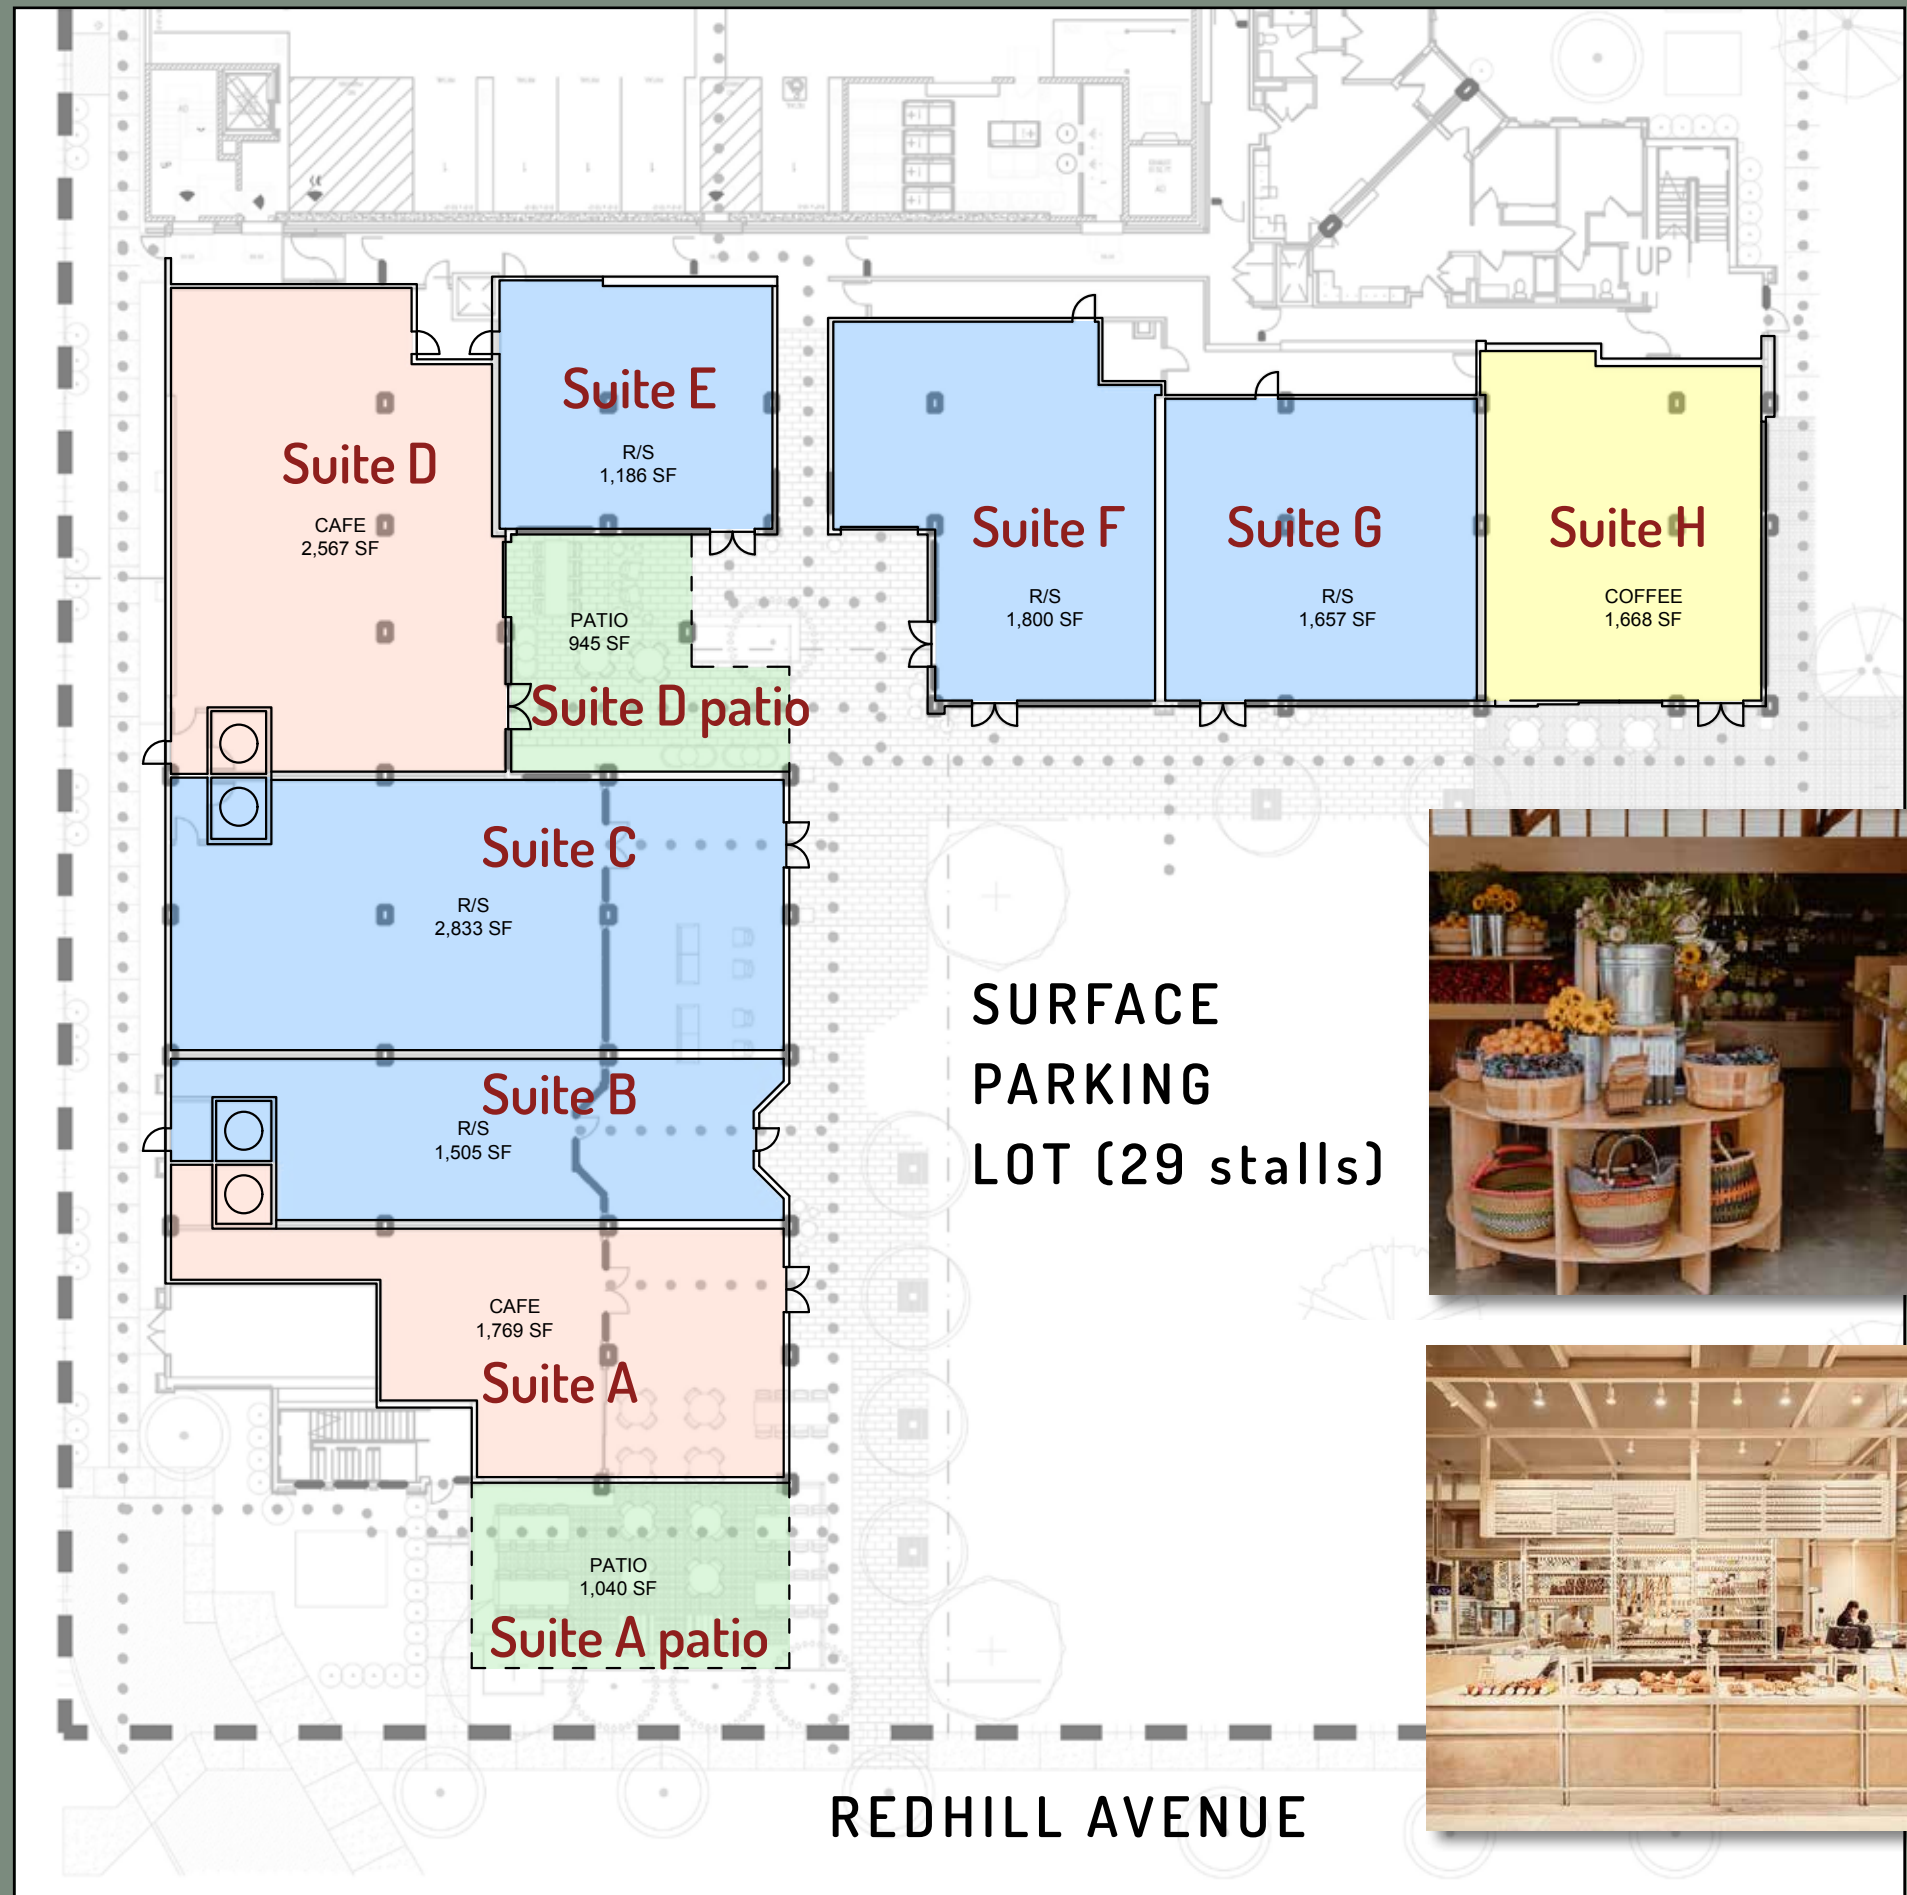 UP
Suite E
R/S
1,186 SF
Suite D
CAFE
2,567 SF
Suite F
R/S
1,800 SF
Suite G
R/S
1,657 SF
Suite H
COFFEE
1,668 SF
PATIO
945 SF
Suite D patio
Suite C
R/S
2,833 SF
Suite B
R/S
1,505 SF
SURFACE
PARKING
LOT (29 stalls)
CAFE
1,769 SF
Suite A
PATIO
1,040 SF
Suite A patio
REDHILL AVENUE